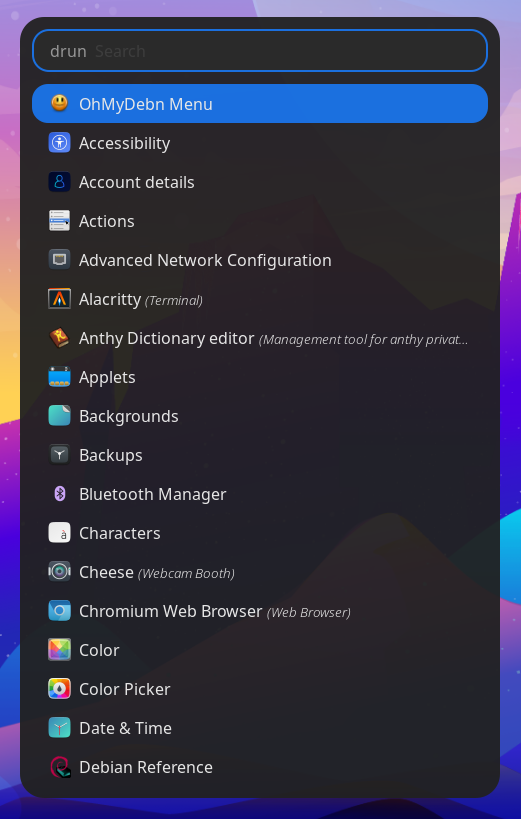 drun Search
OhMyDebn Menu
Accessibility
Account details
Actions
Advanced Network Configuration
Alacritty (Terminal)
Anthy Dictionary editor (Management tool for anthy privat...
Applets
Backgrounds
Backups
Bluetooth Manager
Characters
Cheese (Webcam Booth)
Chromium Web Browser (Web Browser)
Color
Color Picker
Date & Time
Debian Reference